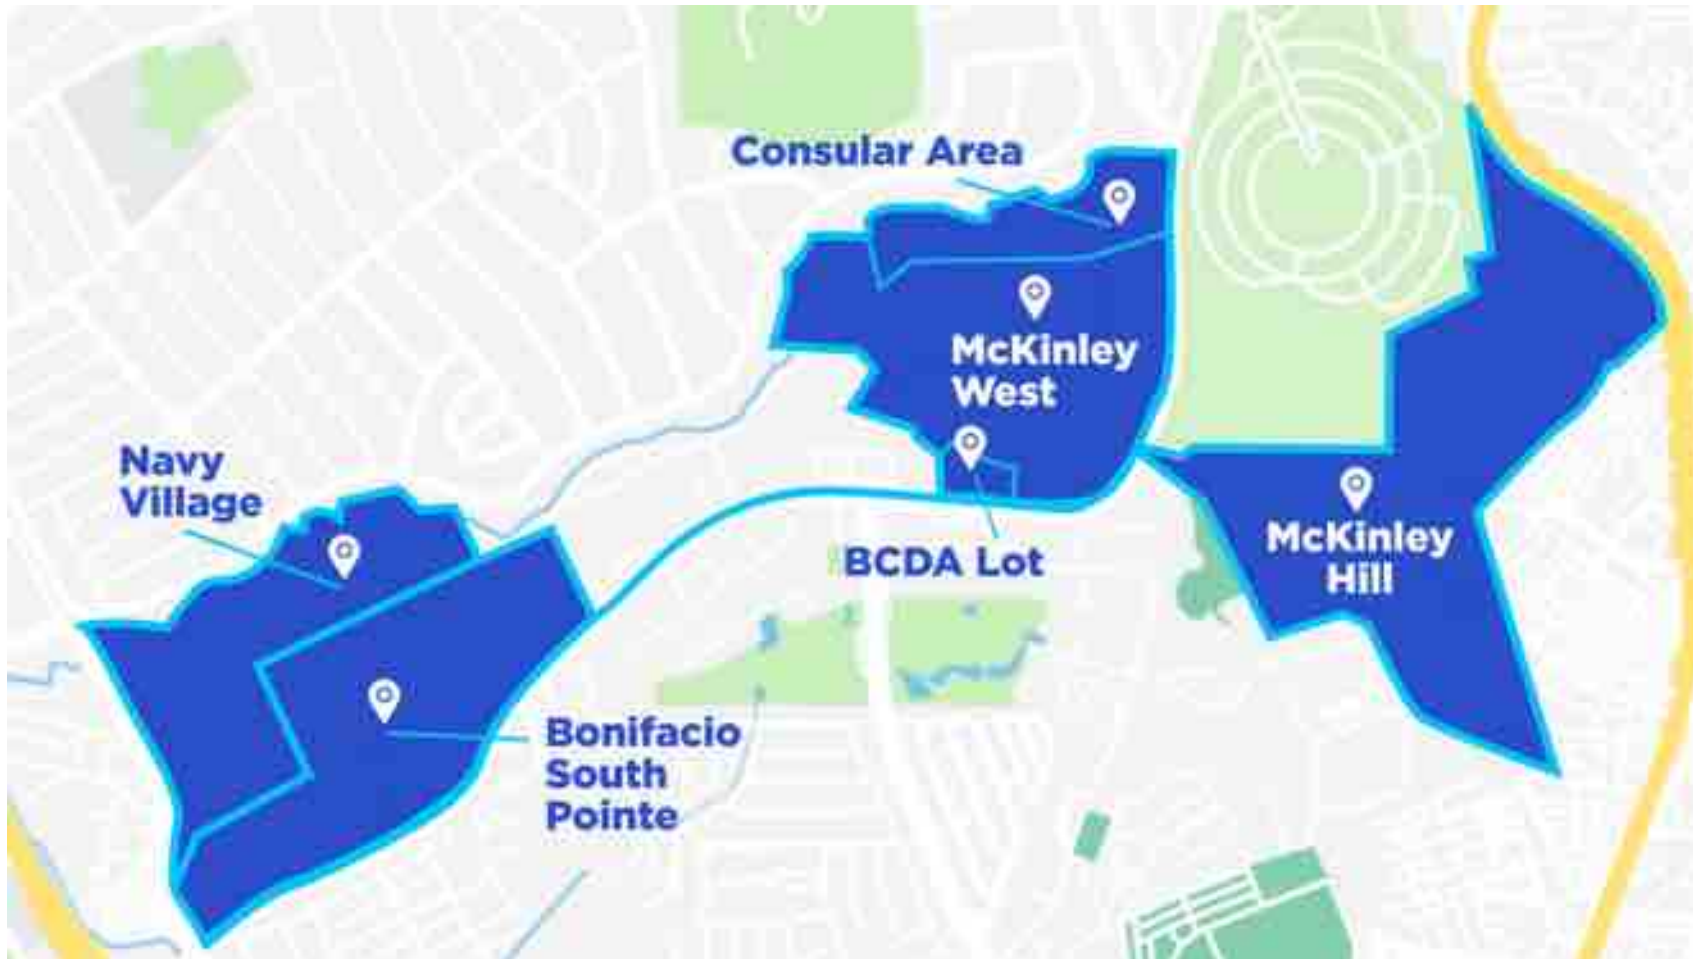 Consular Area
McKinley
West
Navy
Village
BCDA Lot
McKinley
Hill
Bonifacio
South
Pointe